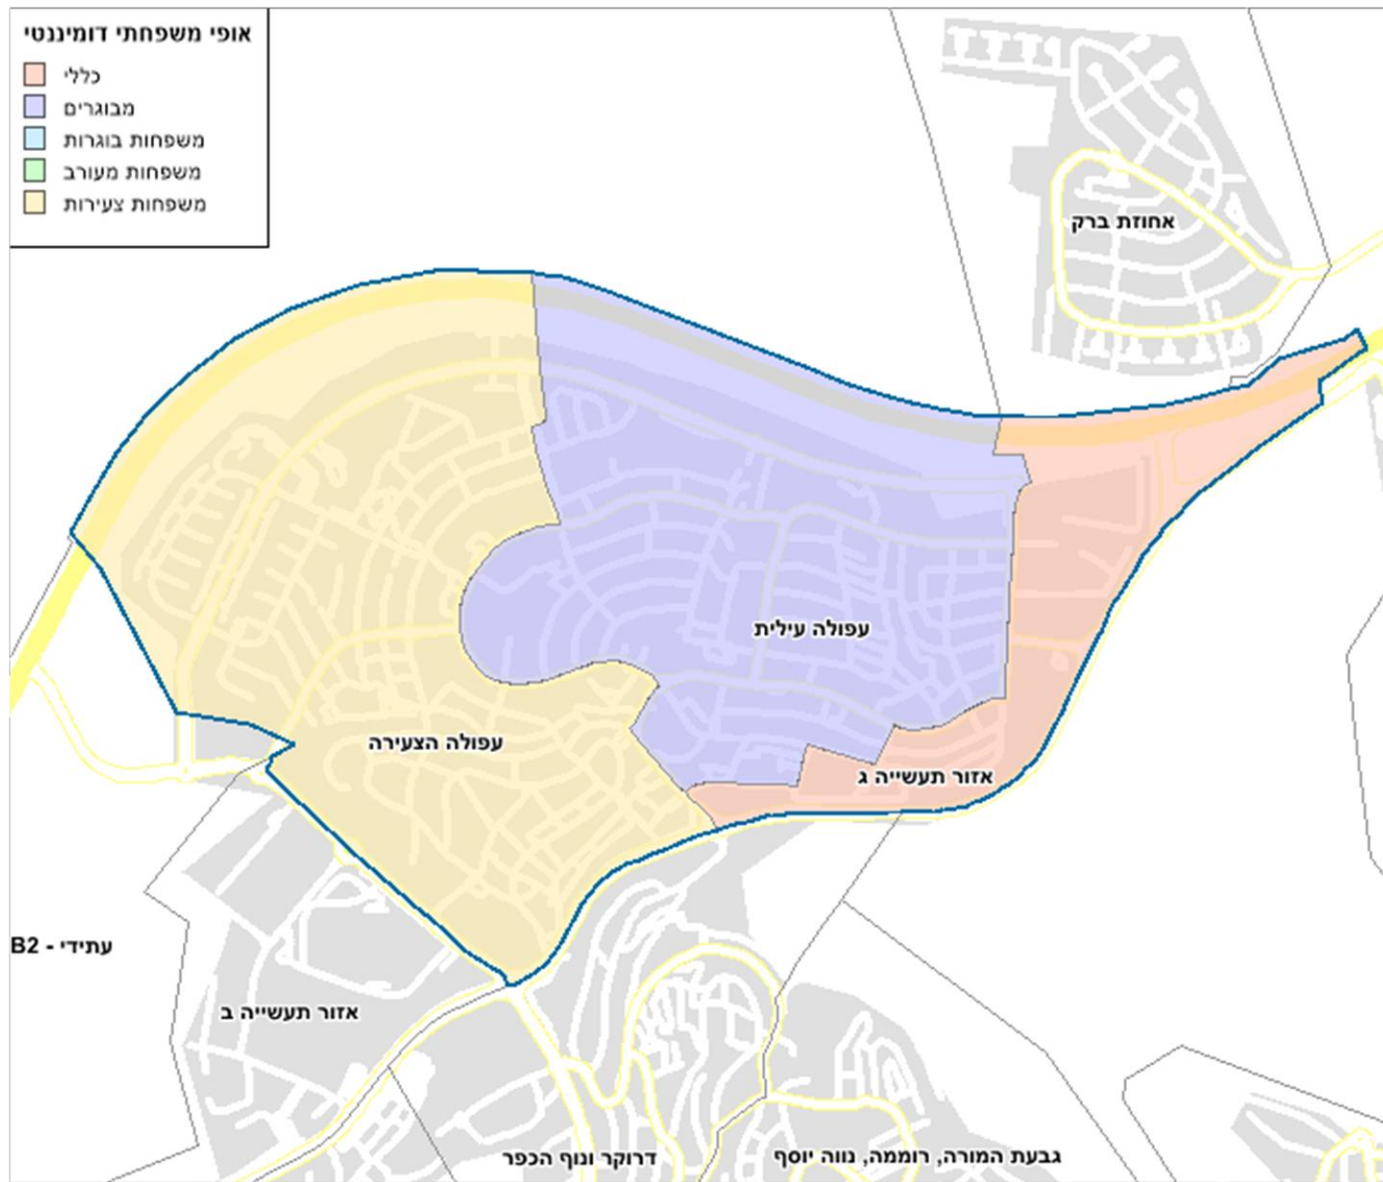 אופי משפחתי דומיננטי
כללי
מבוגרים
משפחות בוגרות
משפחות מעורב
משפחות צעירות
אחוזת ברק
עפולה עילית
עפולה הצעירה
אזור תעשייה ג
עתידי - B2
אזור תעשייה ב
דרוקר ונוף הכפר
גבעת המורה, רוממה, נווה יוסף